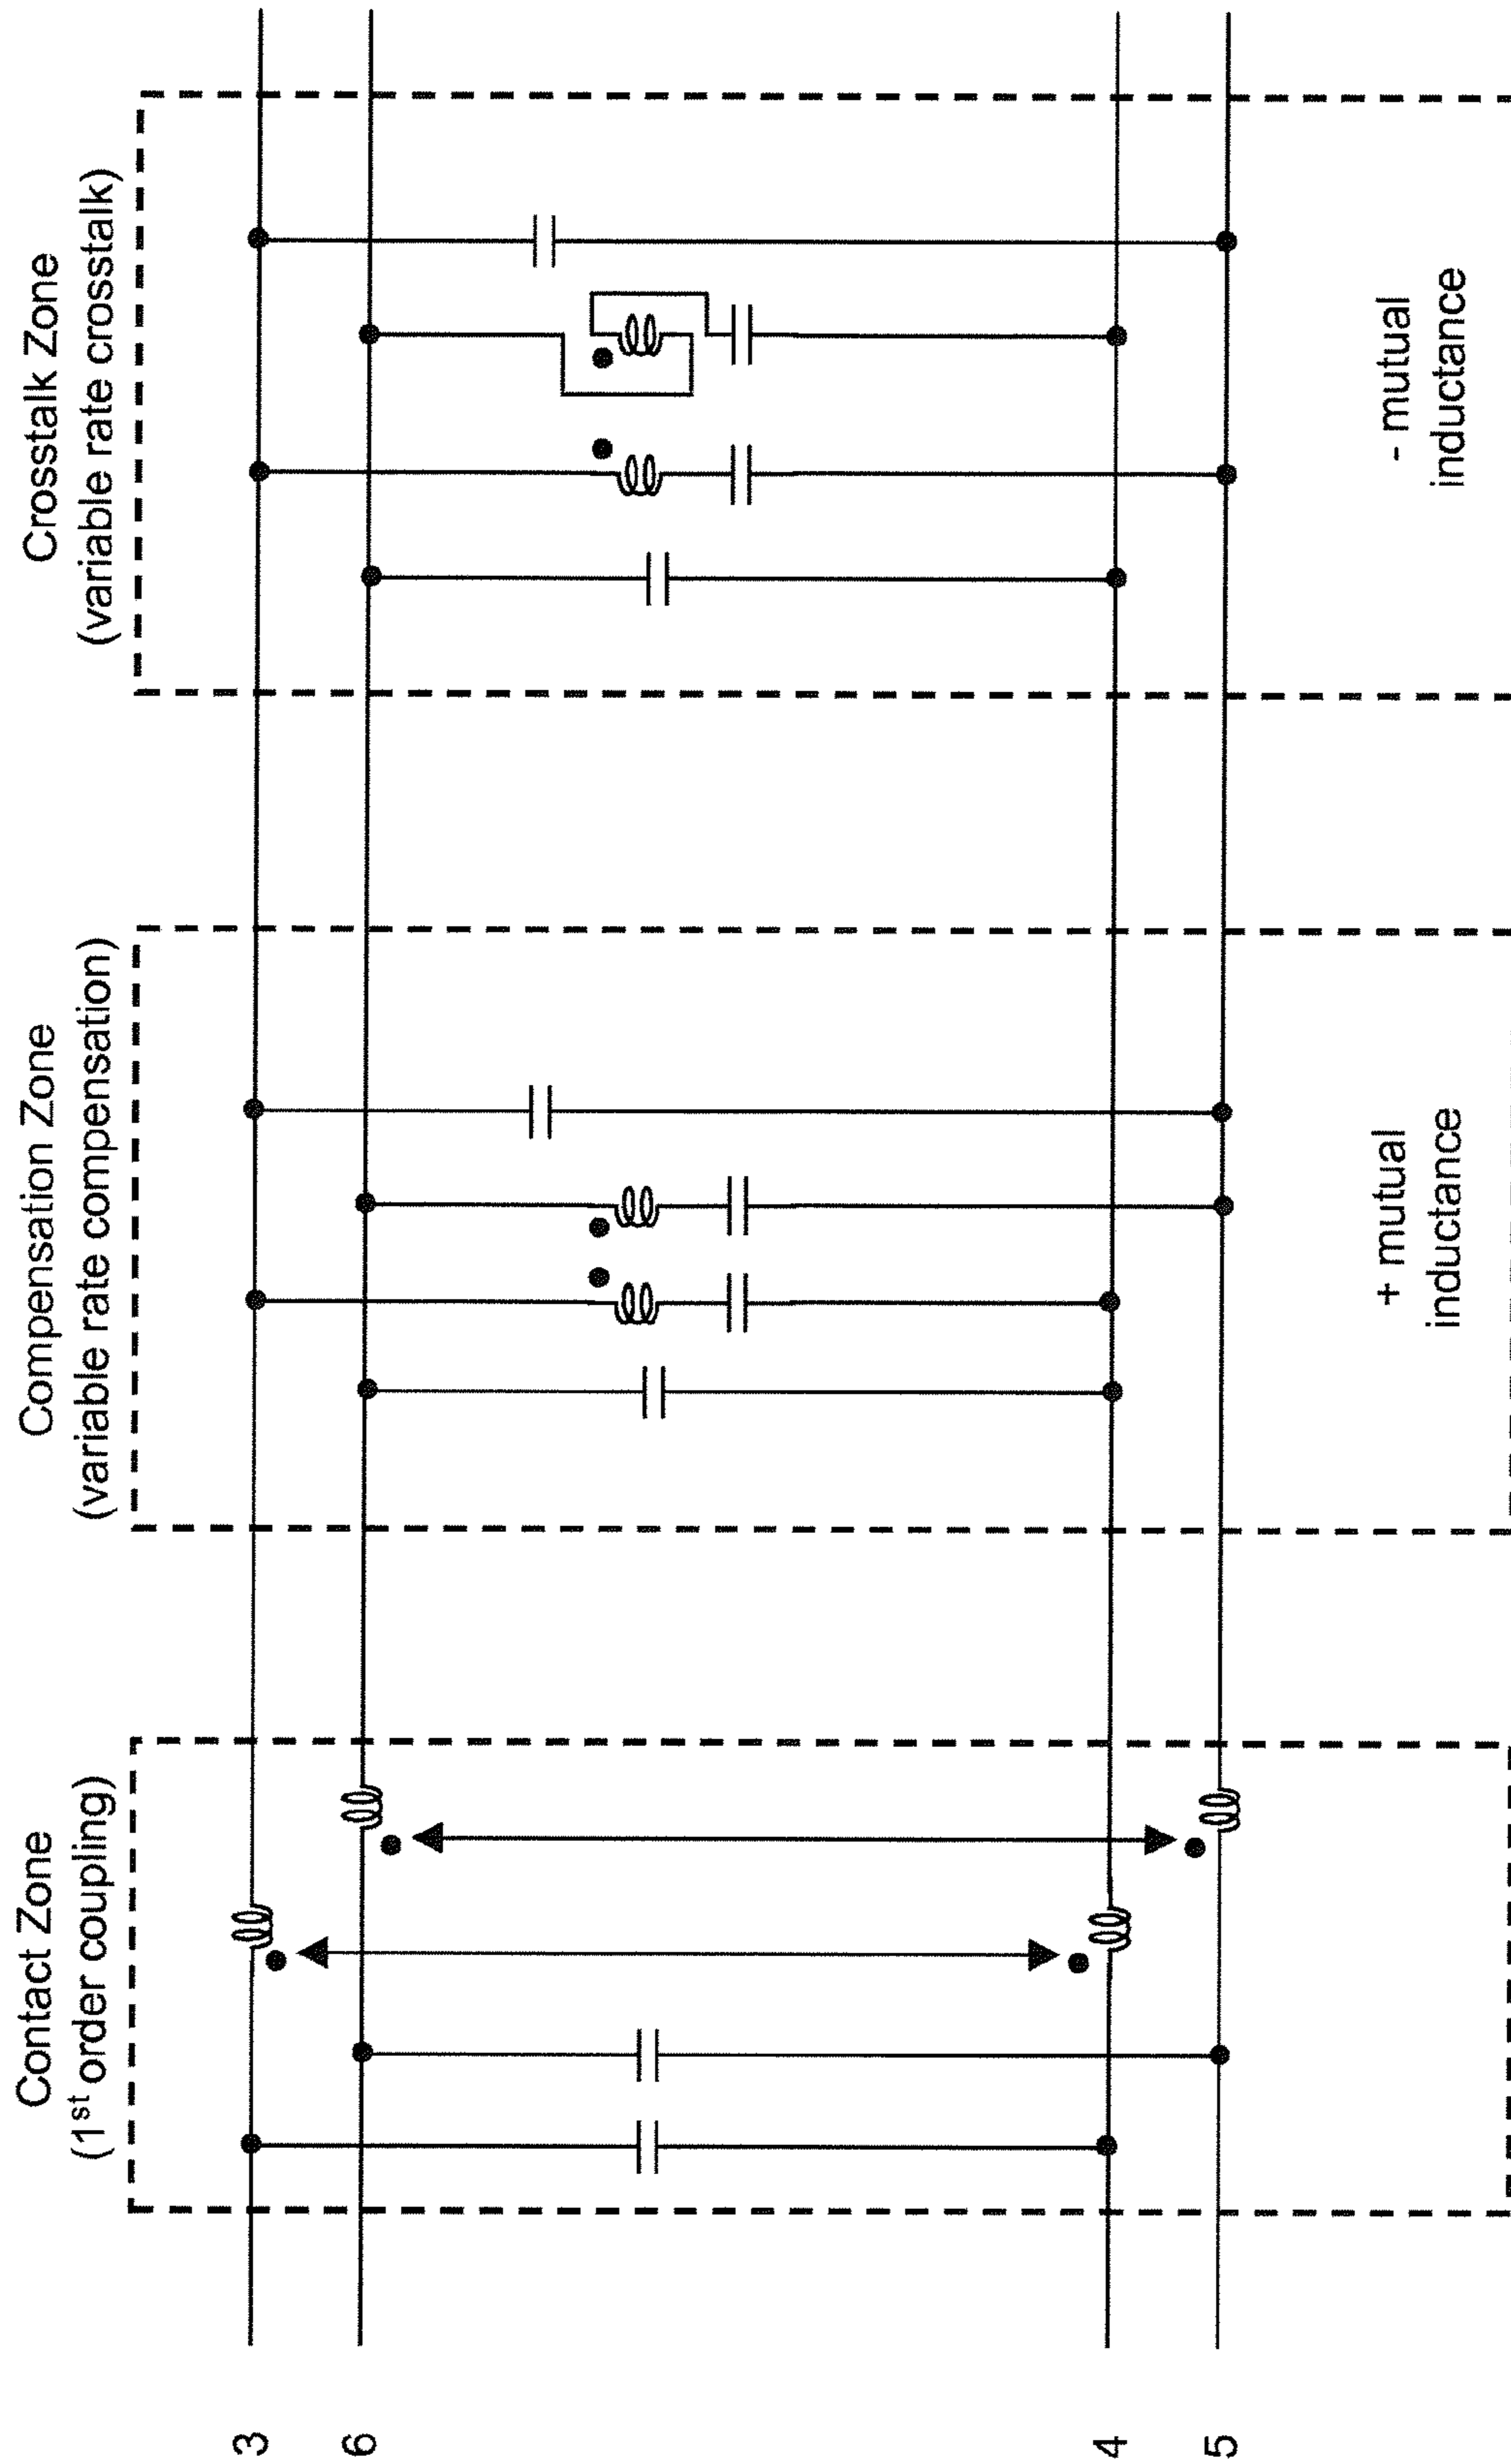 Contact Zone
(1st order coupling)
Compensation Zone
(variable rate compensation)
Crosstalk Zone
(variable rate crosstalk)
3
6
4
5
+ mutual
inductance
- mutual
inductance